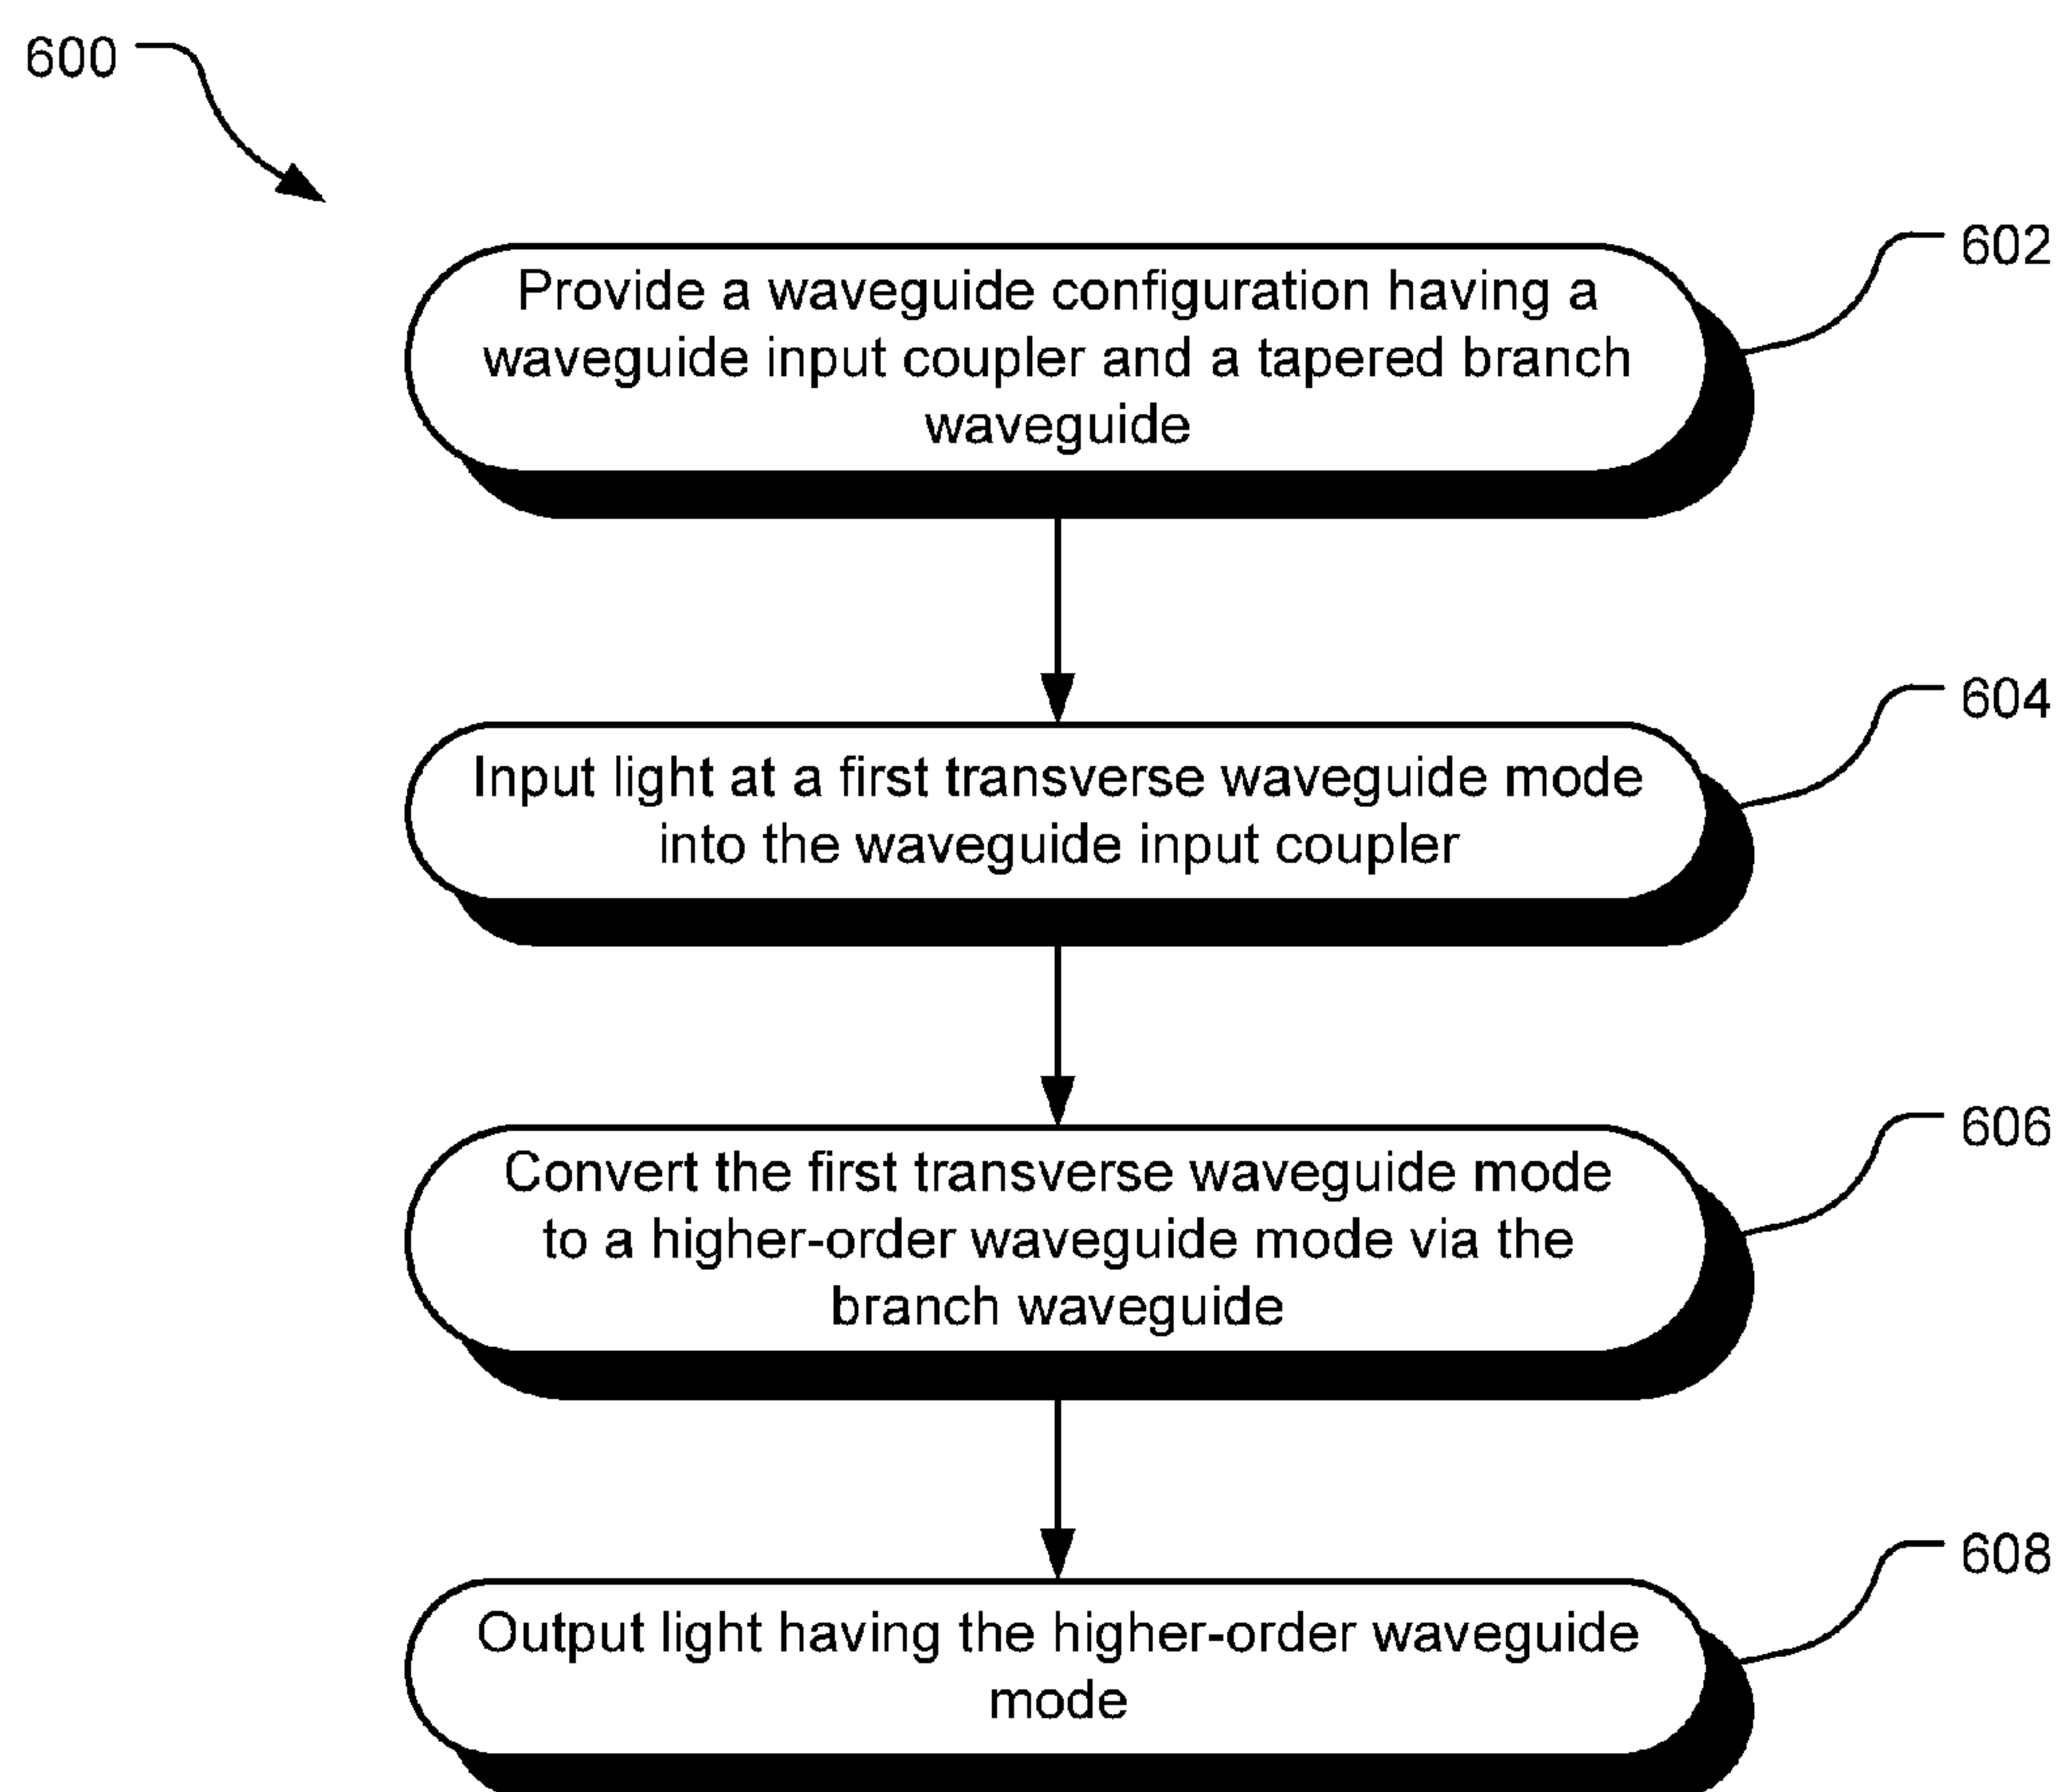 600
602
Provide a waveguide configuration having a
waveguide input coupler and a tapered branch
waveguide
604
Input light at a first transverse waveguide mode
into the waveguide input coupler
606
Convert the first transverse waveguide mode
to a higher-order waveguide mode via the
branch waveguide
608
Output light having the higher-order waveguide
mode